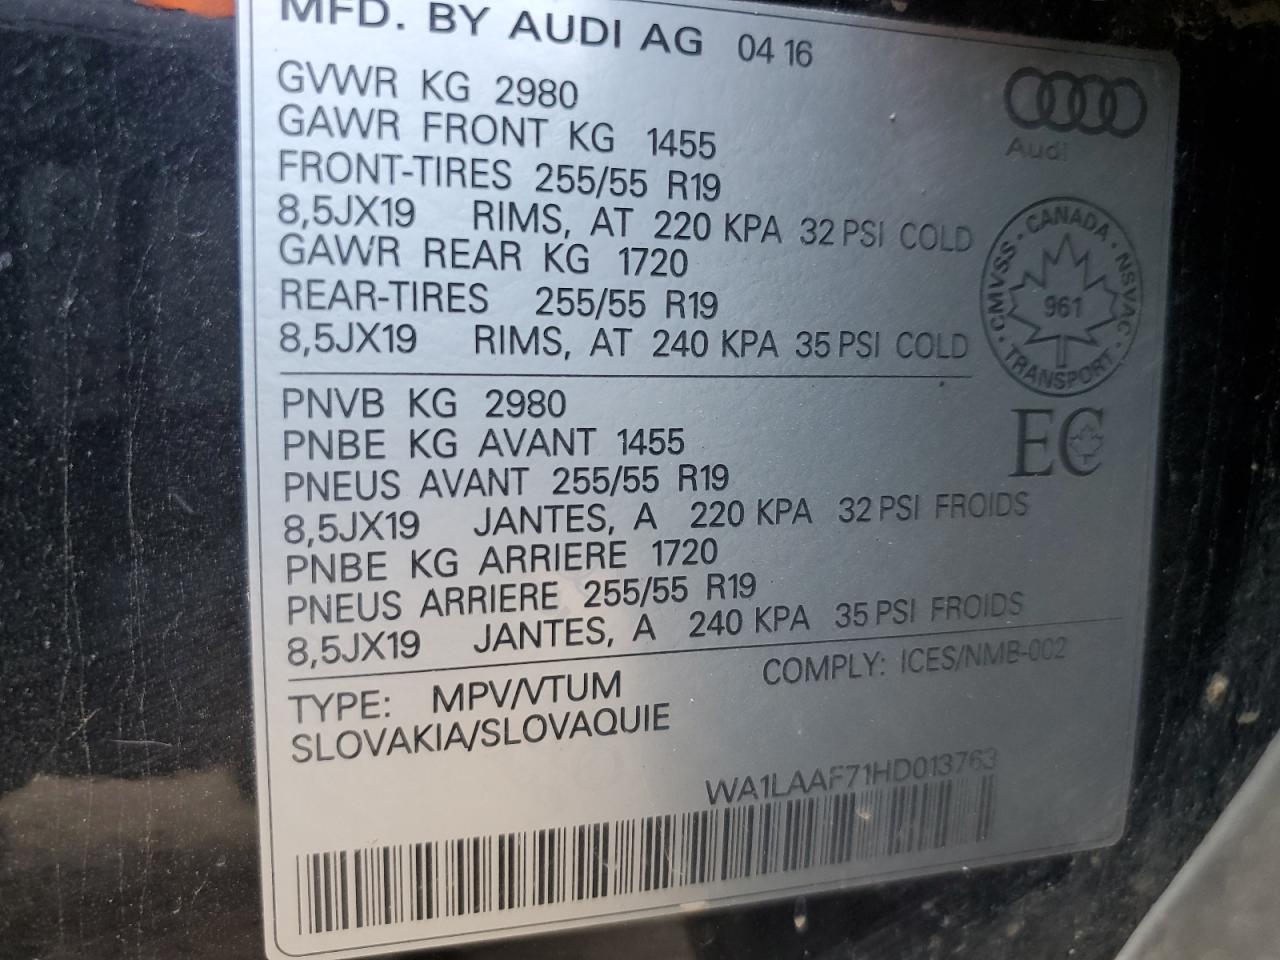 MFD. BY AUDI AG 04 16
GVWR KG 2980
GAWR FRONT KG 1455
FRONT-TIRES 255/55 R19
8,5JX19 RIMS, AT 220 KPA 32 PSI COLD
GAWR REAR KG 1720
REAR-TIRES 255/55 R19
8,5JX19 RIMS, AT 240 KPA 35 PSI COLD
Audi
CANADA · NSVAC · TRANSPORT · CMVSS ·
961
EC
PNVB KG 2980
PNBE KG AVANT 1455
PNEUS AVANT 255/55 R19
8,5JX19 JANTES, A 220 KPA 32 PSI FROIDS
PNBE KG ARRIERE 1720
PNEUS ARRIERE 255/55 R19
8,5JX19 JANTES, A 240 KPA 35 PSI FROIDS
TYPE: MPV/VTUM COMPLY: ICES/NMB-002
SLOVAKIA/SLOVAQUIE
WA1LAAF71HD013763